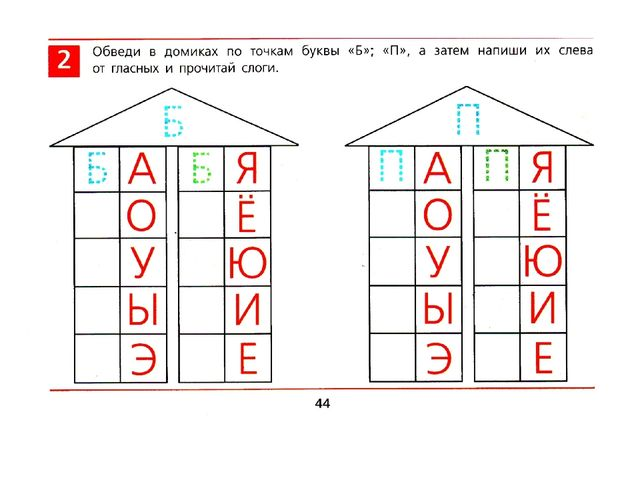 2
Обведи в домиках по точкам буквы «Б»; «П», а затем напиши их слева
от гласных и прочитай слоги.
Б П
Б А Б Я П А П Я
О Ё О Ё
У Ю У Ю
Ы И Ы И
Э Е Э Е
44